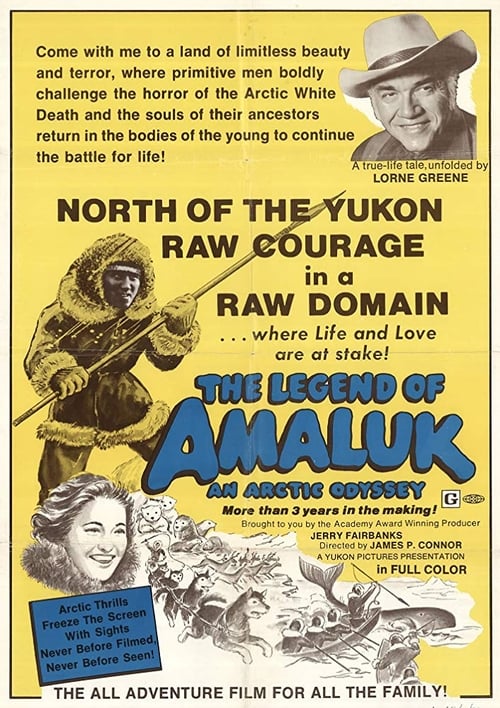 Come with me to a land of limitless beauty
and terror, where primitive men boldly
challenge the horror of the Arctic White
Death and the souls of their ancestors
return in the bodies of the young to continue
the battle for life!
A true-life tale, unfolded by
LORNE GREENE
NORTH OF THE YUKON
RAW COURAGE
in a
RAW DOMAIN
...where Life and Love
are at stake!
THE LEGEND OF
AMALUK
AN ARCTIC ODYSSEY
G
More than 3 years in the making!
Brought to you by the Academy Award Winning Producer
JERRY FAIRBANKS
Directed by JAMES P. CONNOR
A YUKON PICTURES PRESENTATION
in FULL COLOR
Arctic Thrills
Freeze The Screen
With Sights
Never Before Filmed,
Never Before Seen!
THE ALL ADVENTURE FILM FOR ALL THE FAMILY!